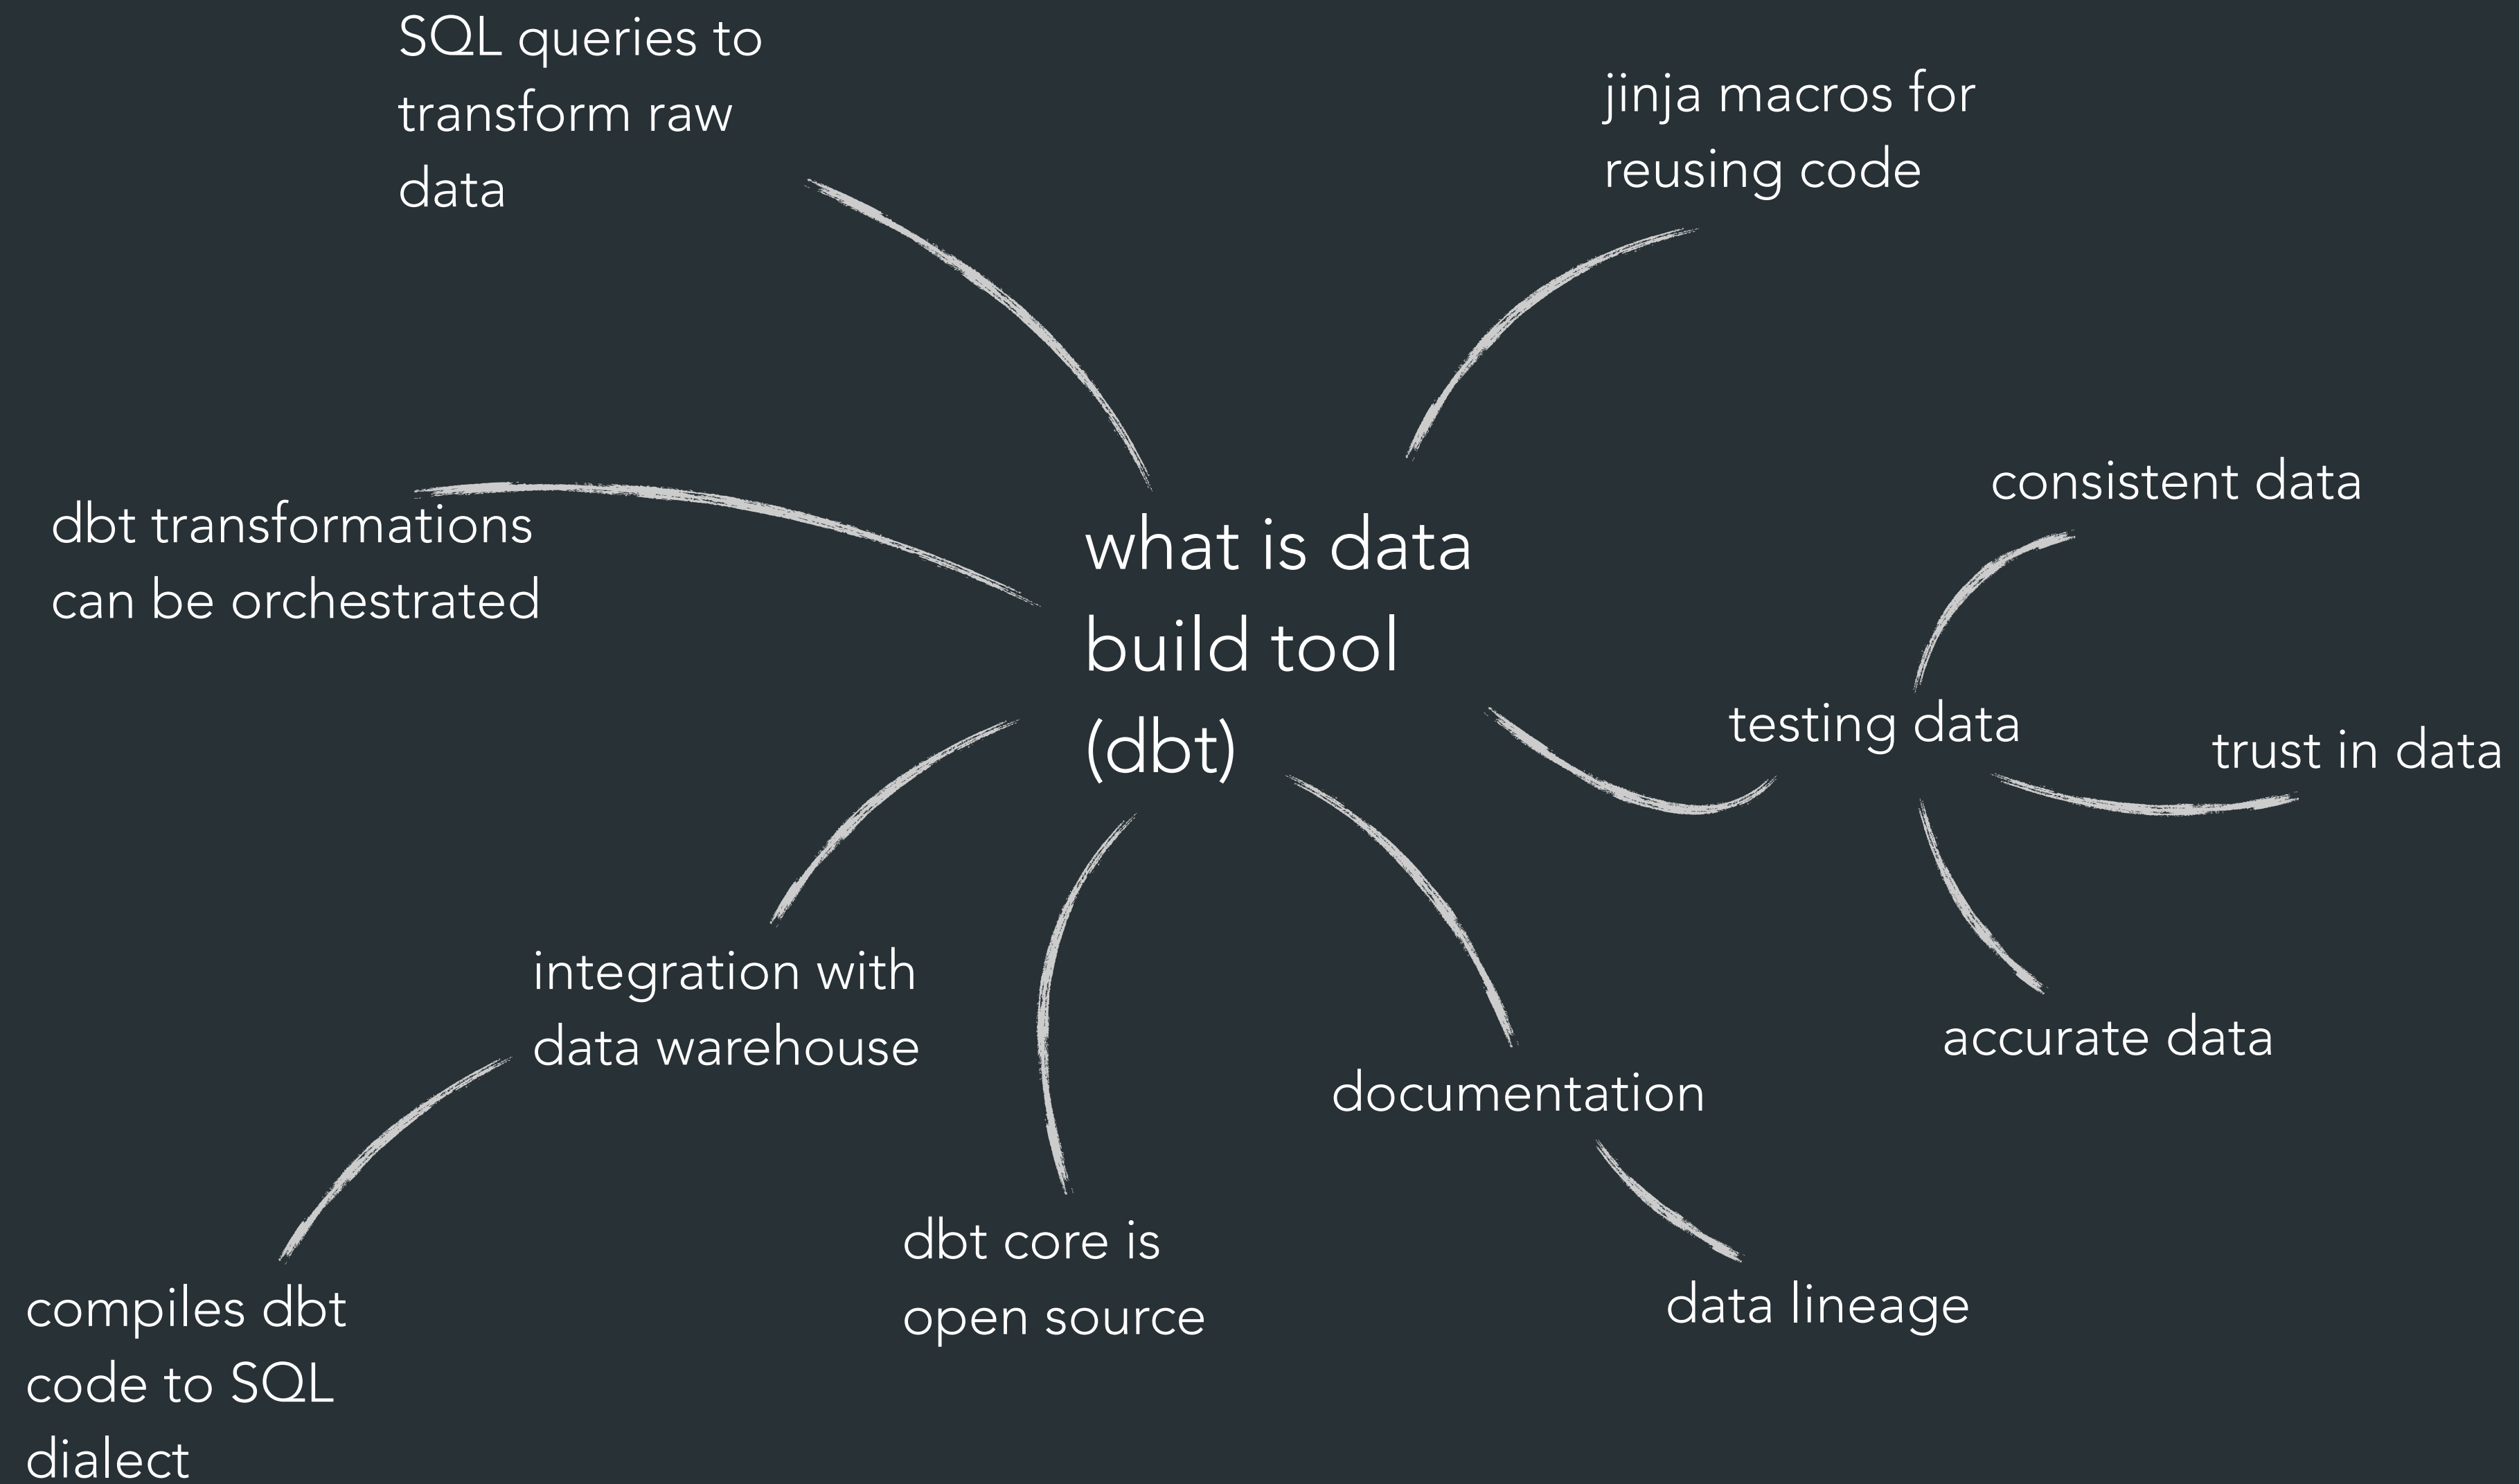 SQL queries to
transform raw
data
jinja macros for
reusing code
consistent data
dbt transformations
can be orchestrated
what is data
build tool
(dbt)
testing data
trust in data
integration with
data warehouse
accurate data
documentation
dbt core is
open source
data lineage
compiles dbt
code to SQL
dialect